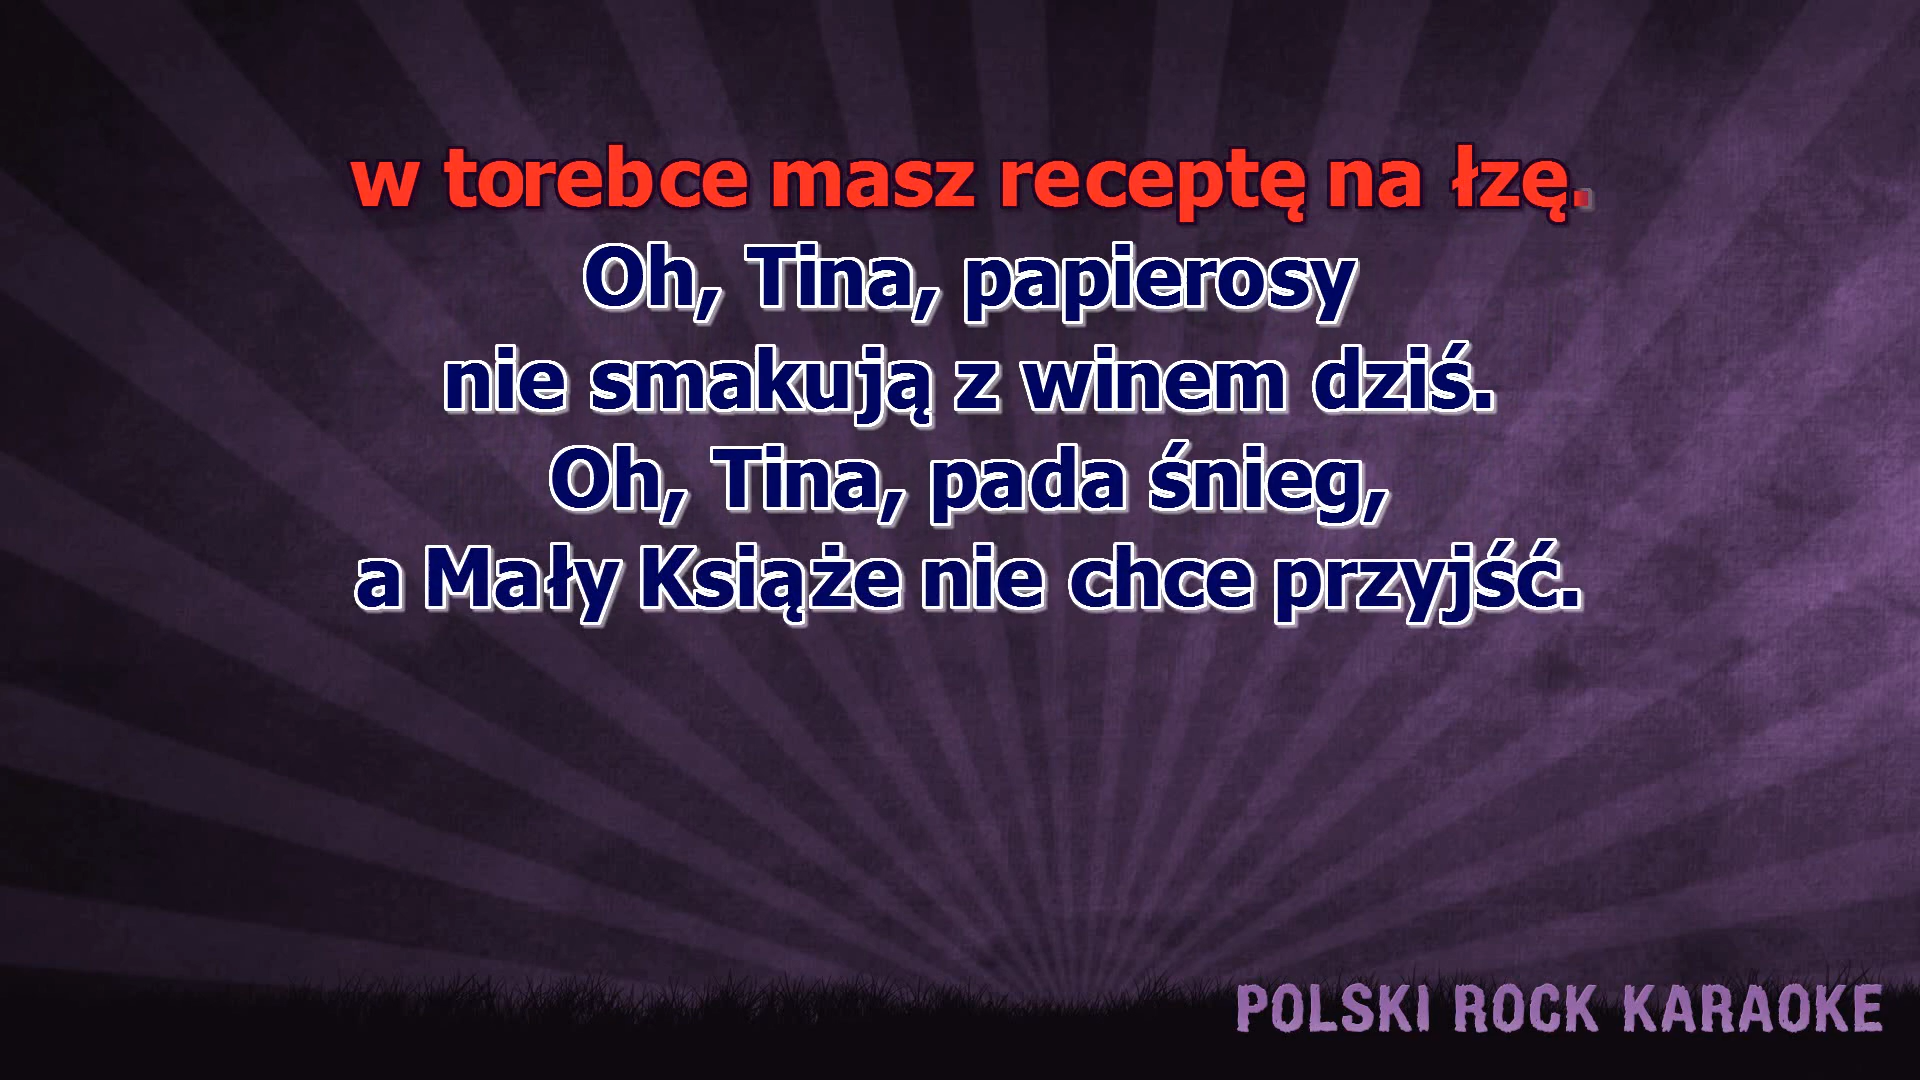 w torebce masz receptę na łzę.
Oh, Tina, papierosy
nie smakują z winem dziś.
Oh, Tina, pada śnieg,
a Mały Książe nie chce przyjść.
POLSKI ROCK KARAOKE